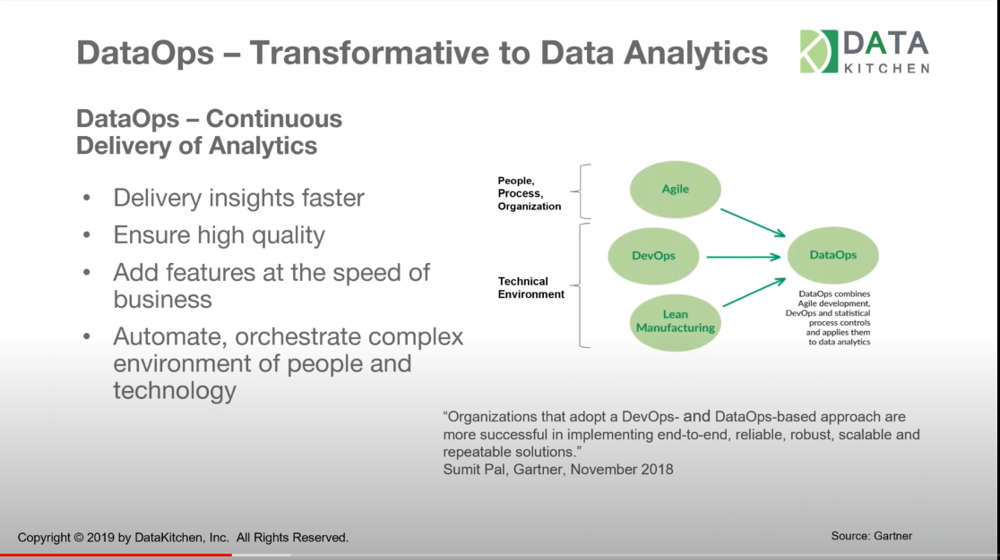 DataOps – Transformative to Data Analytics
DATA
KITCHEN
DataOps – Continuous
Delivery of Analytics
• Delivery insights faster
• Ensure high quality
• Add features at the speed of
business
• Automate, orchestrate complex
environment of people and
technology
People,
Process,
Organization
Technical
Environment
Agile
DevOps
Lean
Manufacturing
DataOps
DataOps combines
Agile development,
DevOps and statistical
process controls
and applies them
to data analytics
“Organizations that adopt a DevOps- and DataOps-based approach are
more successful in implementing end-to-end, reliable, robust, scalable and
repeatable solutions.”
Sumit Pal, Gartner, November 2018
Copyright © 2019 by DataKitchen, Inc. All Rights Reserved.
Source: Gartner